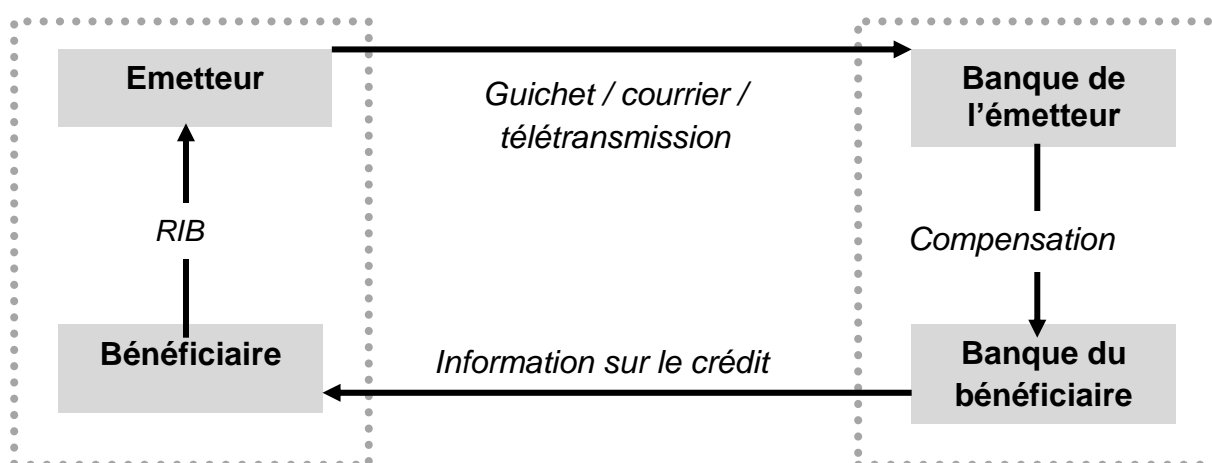 Emetteur
Guichet / courrier /
télétransmission
Banque de
l’émetteur
RIB
Compensation
Bénéficiaire
Information sur le crédit
Banque du
bénéficiaire